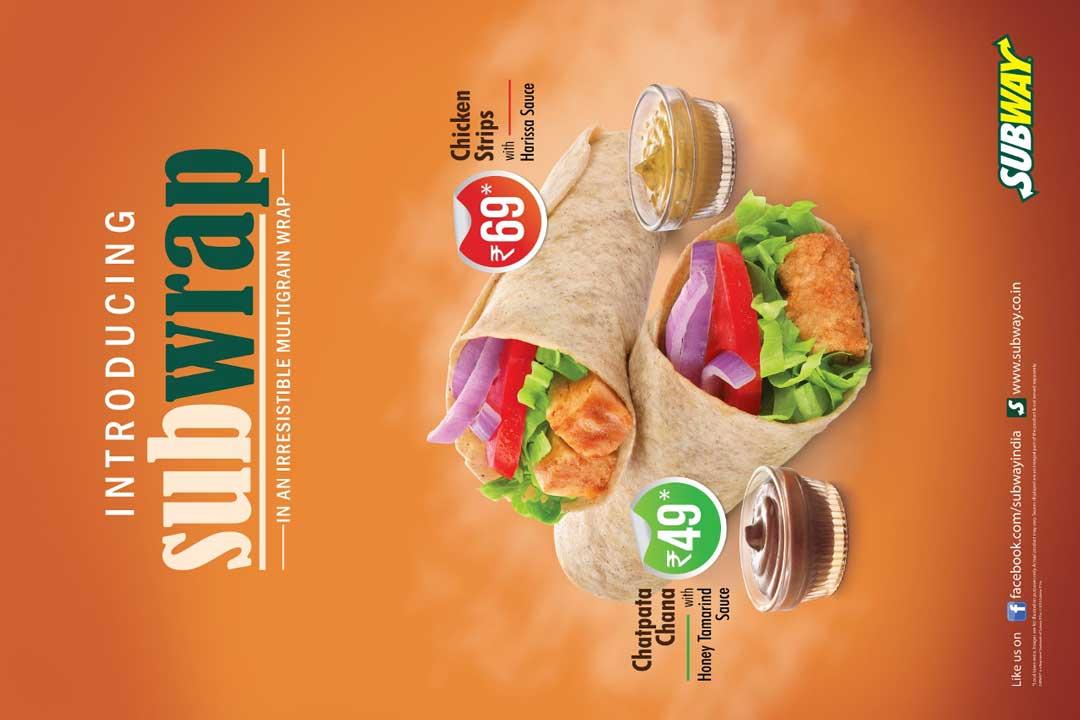 INTRODUCING
subwrap
IN AN IRRESISTIBLE MULTIGRAIN WRAP
Chicken
Strips
with
Harissa Sauce
₹69*
₹49*
Chatpata
Chana
with
Honey Tamarind
Sauce
SUBWAY
Like us on f facebook.com/subwayindia S www.subway.co.in